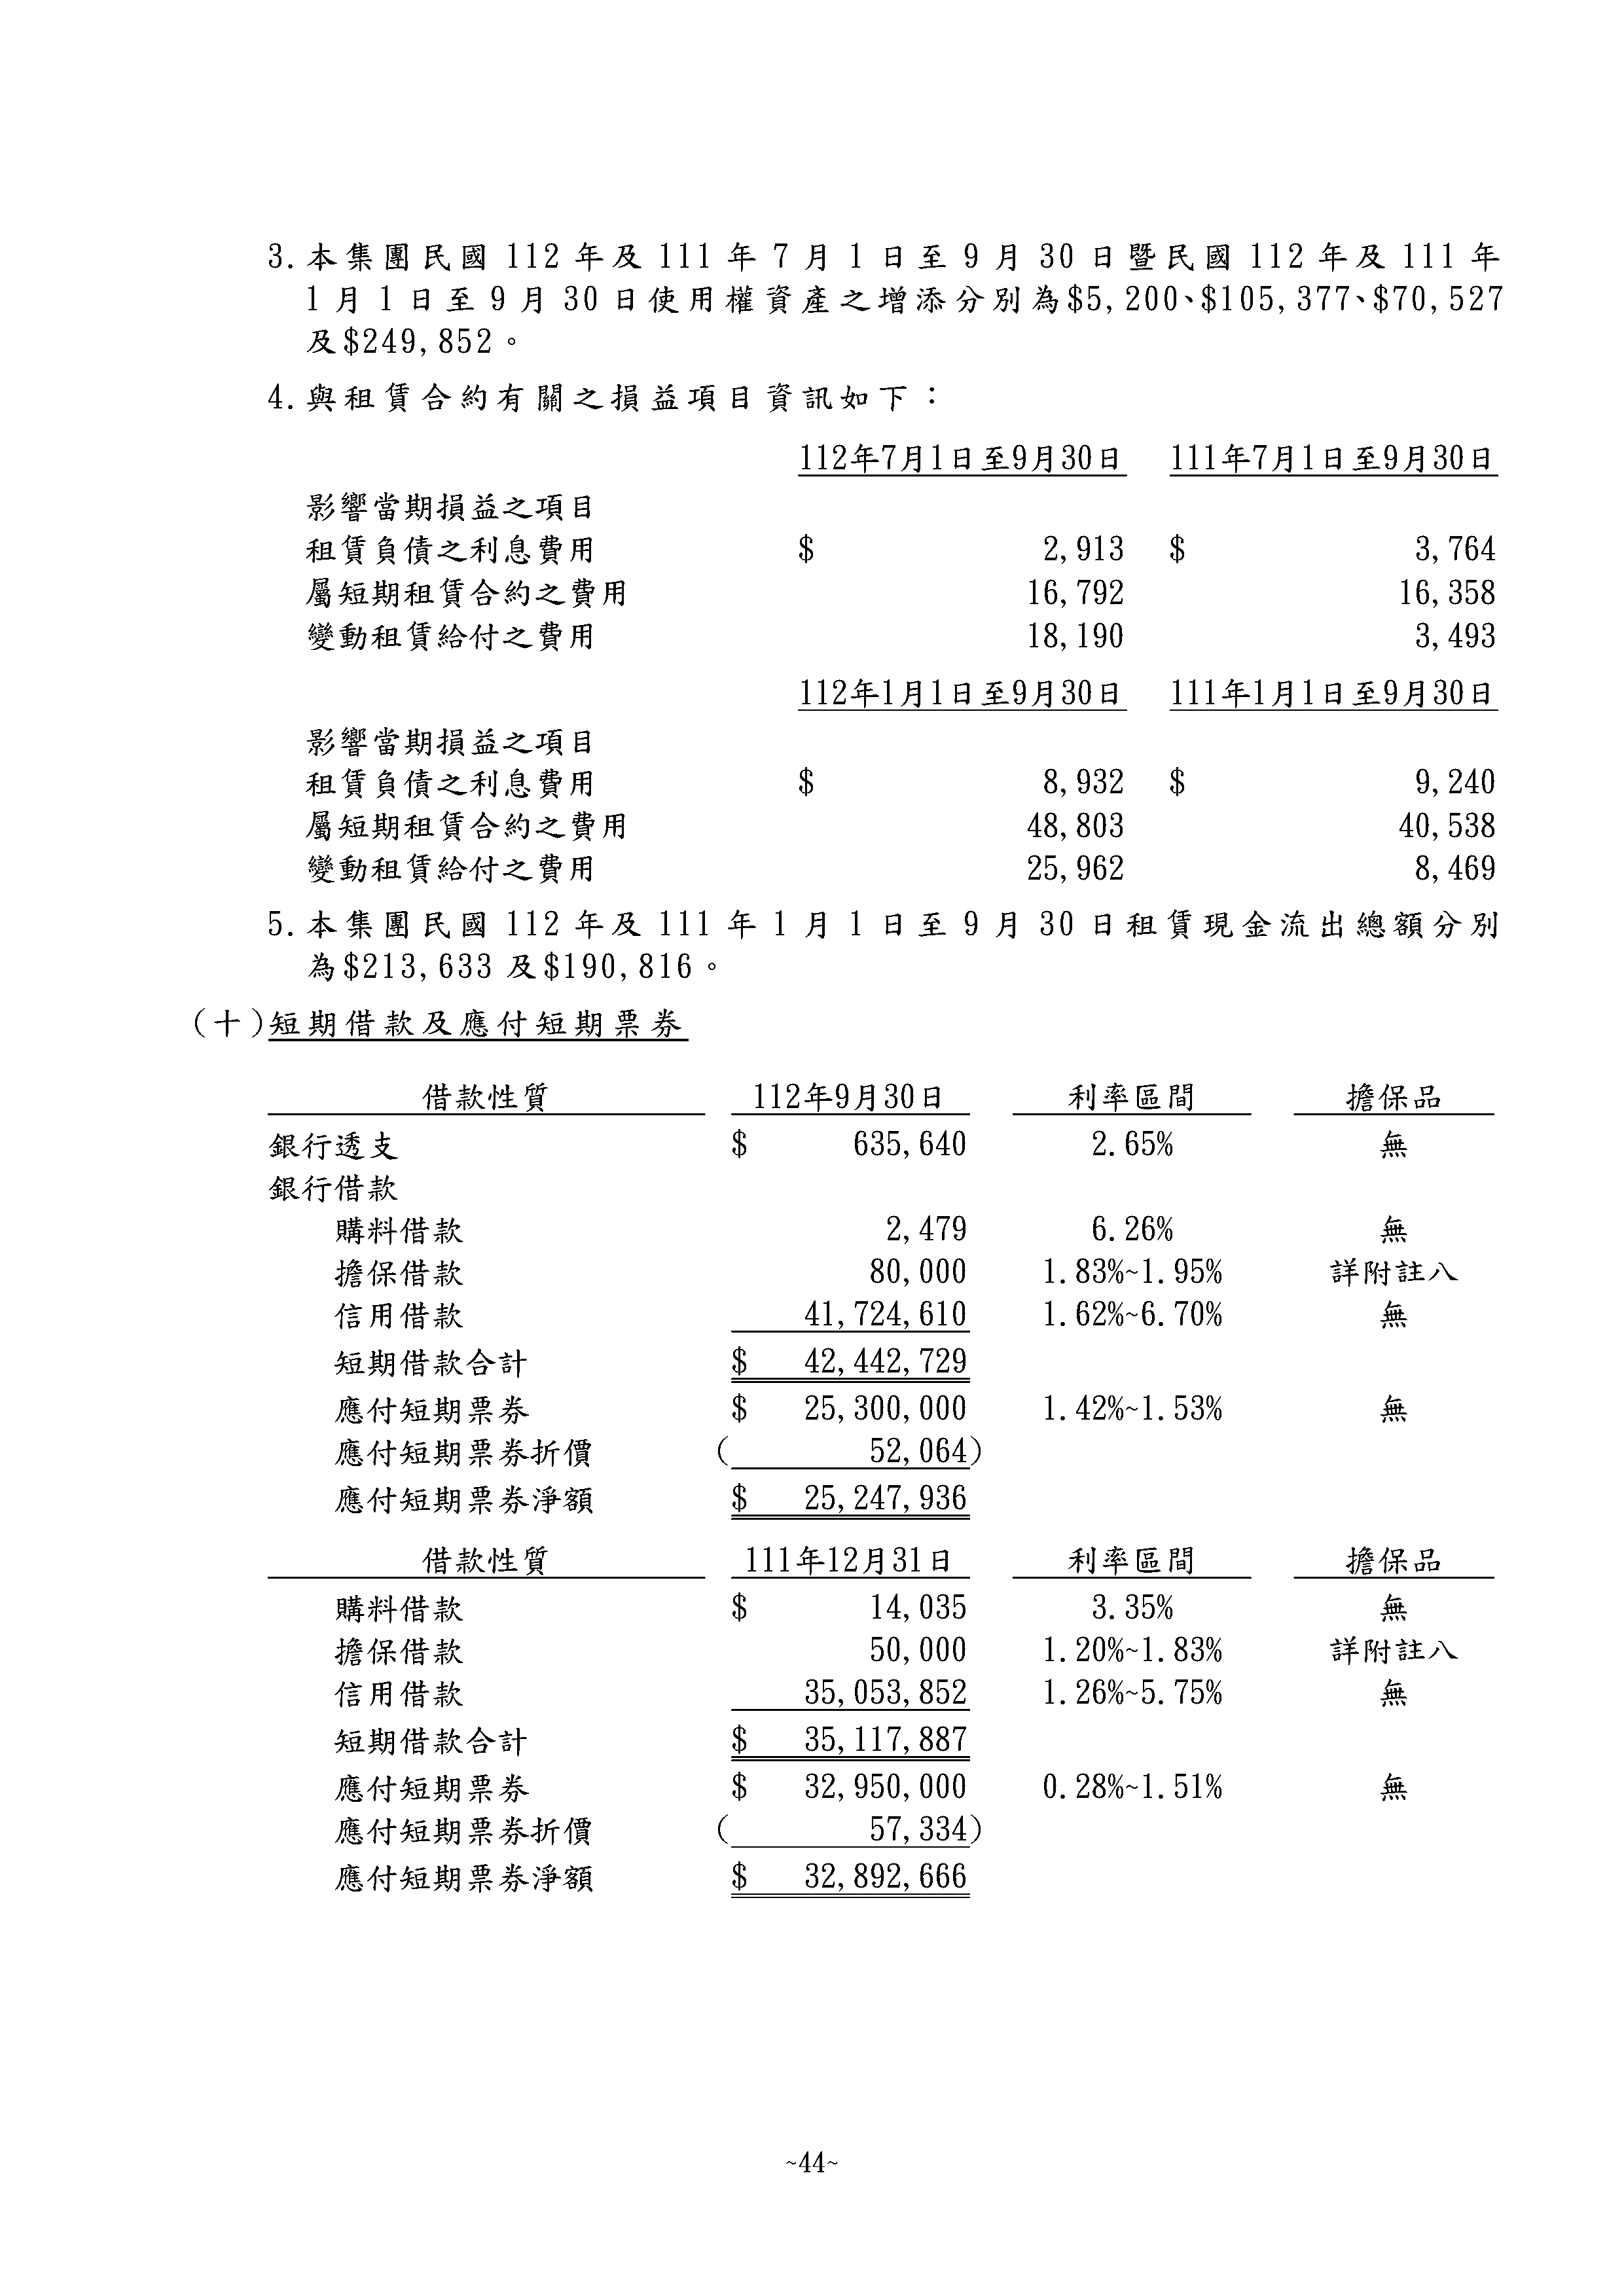 3. 本集團民國 112 年及 111 年 7 月 1 日至 9 月 30 日暨民國 112 年及 111 年
1 月 1 日至 9 月 30 日使用權資產之增添分別為$5,200、$105,377、$70,527
及$249,852。
4. 與租賃合約有關之損益項目資訊如下：
112年7月1日至9月30日 111年7月1日至9月30日
影響當期損益之項目
租賃負債之利息費用 $ 2,913 $ 3,764
屬短期租賃合約之費用 16,792 16,358
變動租賃給付之費用 18,190 3,493
112年1月1日至9月30日 111年1月1日至9月30日
影響當期損益之項目
租賃負債之利息費用 $ 8,932 $ 9,240
屬短期租賃合約之費用 48,803 40,538
變動租賃給付之費用 25,962 8,469
5. 本集團民國 112 年及 111 年 1 月 1 日至 9 月 30 日租賃現金流出總額分別
為$213,633 及$190,816。
(十)短期借款及應付短期票券
借款性質 112年9月30日 利率區間 擔保品
銀行透支 $ 635,640 2.65% 無
銀行借款
購料借款 2,479 6.26% 無
擔保借款 80,000 1.83%~1.95% 詳附註八
信用借款 41,724,610 1.62%~6.70% 無
短期借款合計 $ 42,442,729
應付短期票券 $ 25,300,000 1.42%~1.53% 無
應付短期票券折價 ( 52,064)
應付短期票券淨額 $ 25,247,936
借款性質 111年12月31日 利率區間 擔保品
購料借款 $ 14,035 3.35% 無
擔保借款 50,000 1.20%~1.83% 詳附註八
信用借款 35,053,852 1.26%~5.75% 無
短期借款合計 $ 35,117,887
應付短期票券 $ 32,950,000 0.28%~1.51% 無
應付短期票券折價 ( 57,334)
應付短期票券淨額 $ 32,892,666
~44~